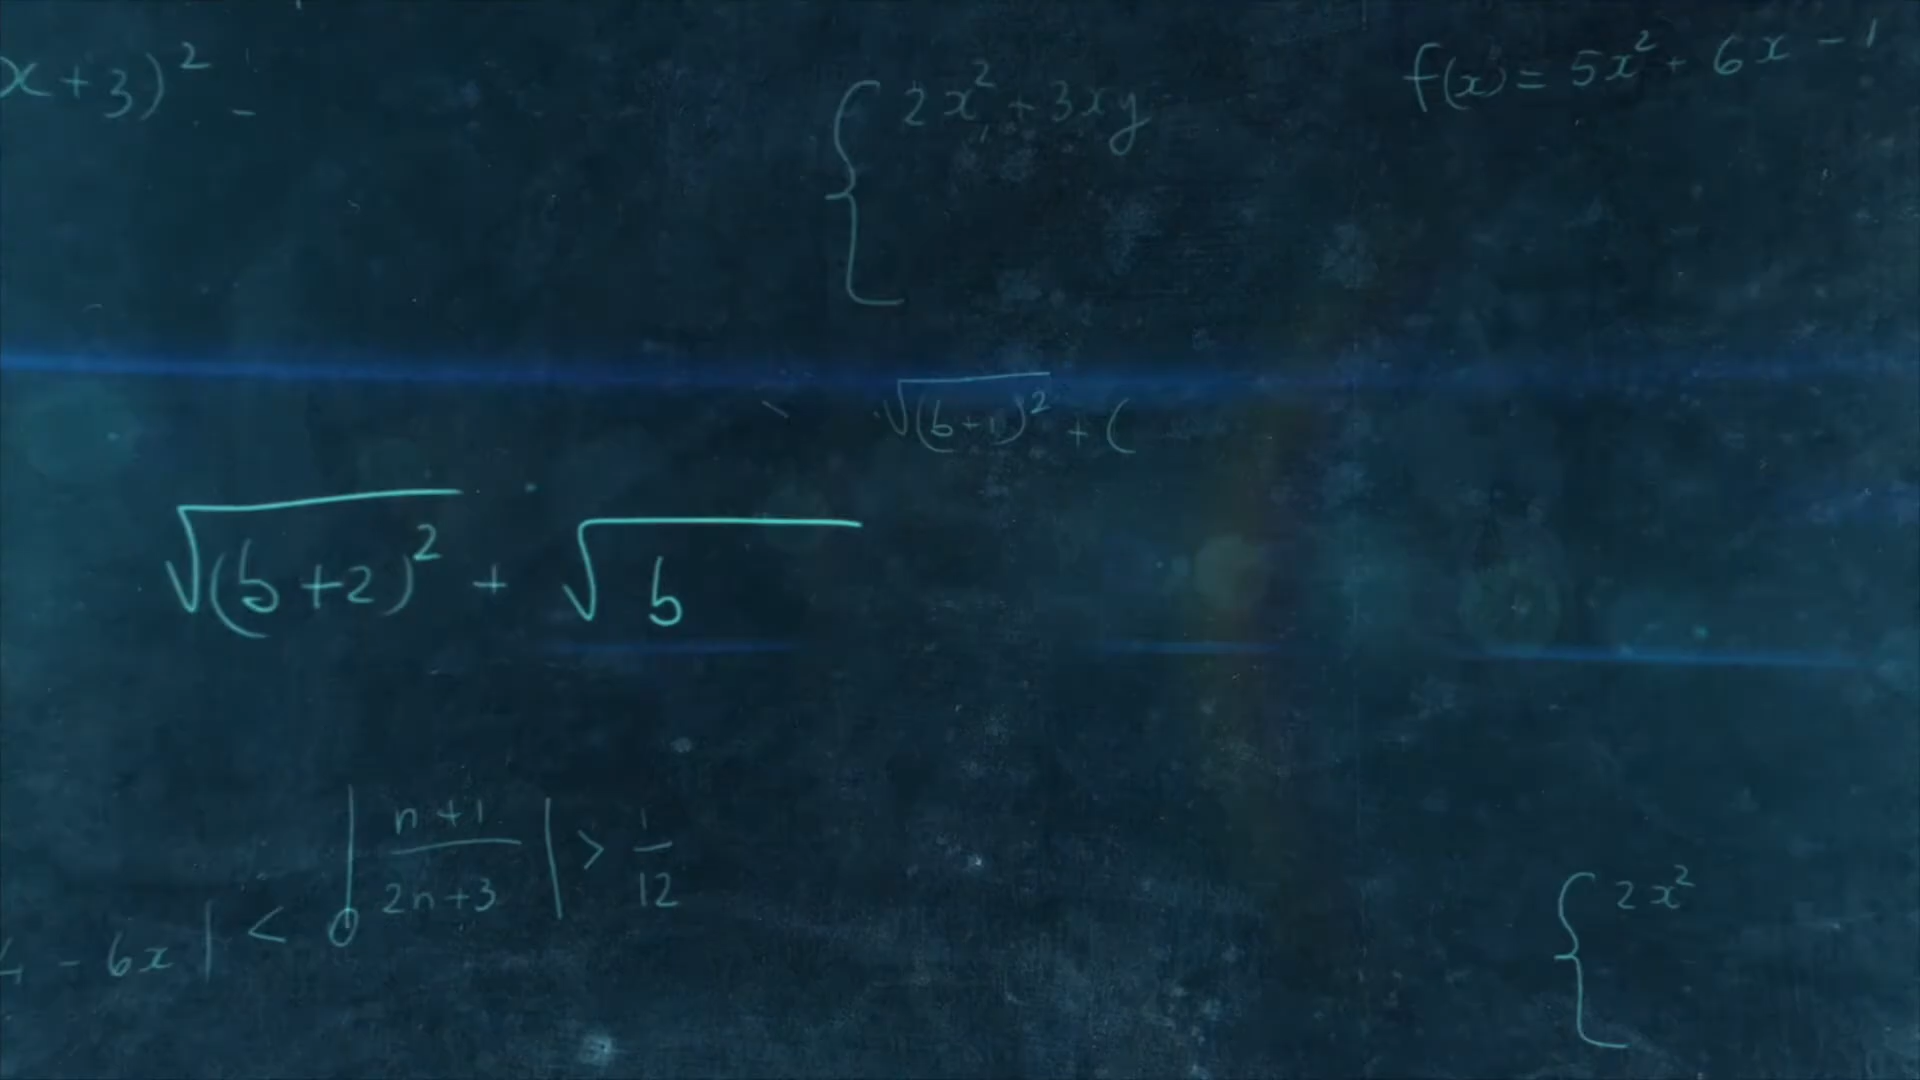 x+3)² -
{ 2x² + 3xy
f(x) = 5x² + 6x - 1
√(b+1)² + (
√(b+2)² + √b
| n+1 / 2n+3 | > 1/12
4 - 6x | < 0
{ 2x²